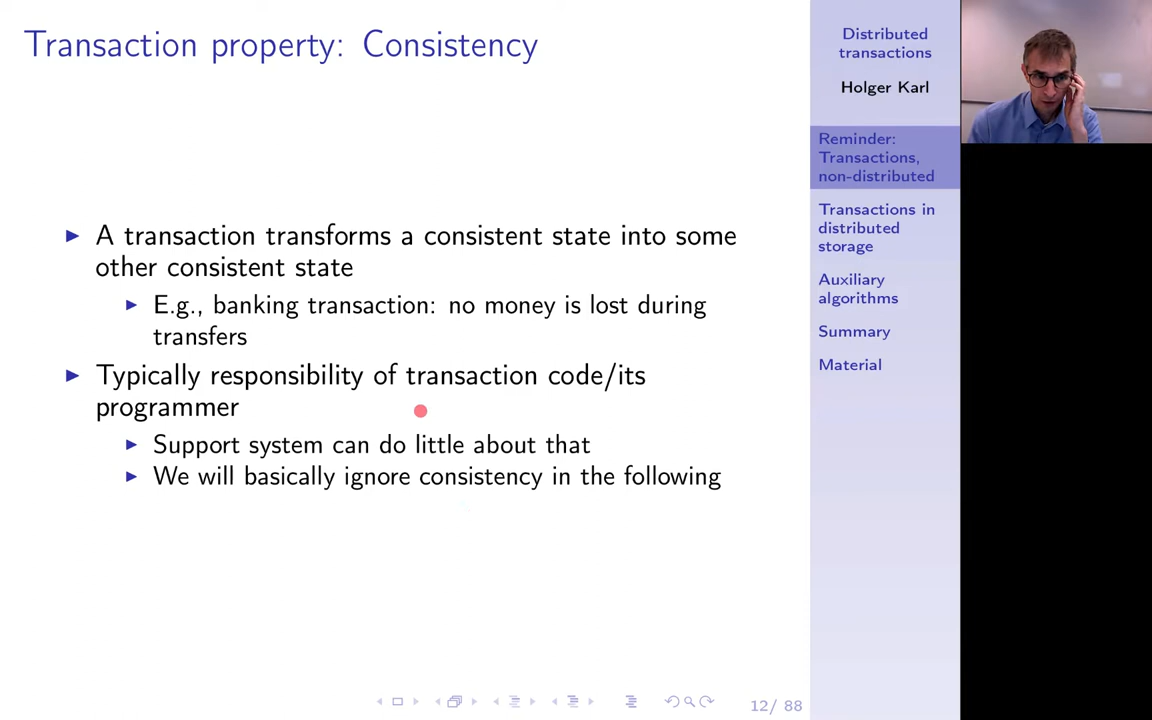 Transaction property: Consistency
A transaction transforms a consistent state into some
other consistent state
E.g., banking transaction: no money is lost during
transfers
Typically responsibility of transaction code/its
programmer
Support system can do little about that
We will basically ignore consistency in the following
12/ 88
Distributed
transactions
Holger Karl
Reminder:
Transactions,
non-distributed
Transactions in
distributed
storage
Auxiliary
algorithms
Summary
Material